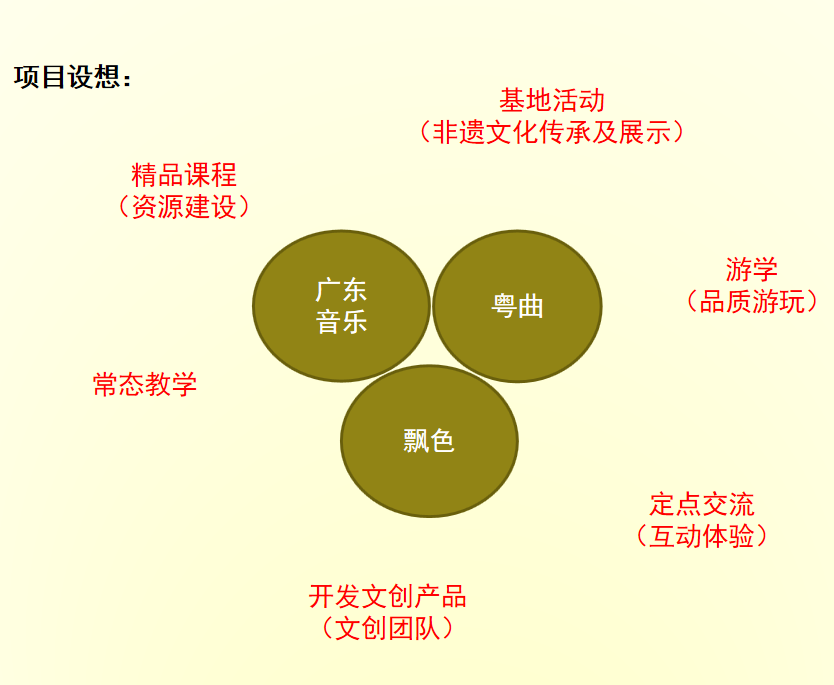 项目设想：
基地活动
（非遗文化传承及展示）
精品课程
（资源建设）
游学
（品质游玩）
广东
音乐
粤曲
常态教学
飘色
定点交流
（互动体验）
开发文创产品
（文创团队）